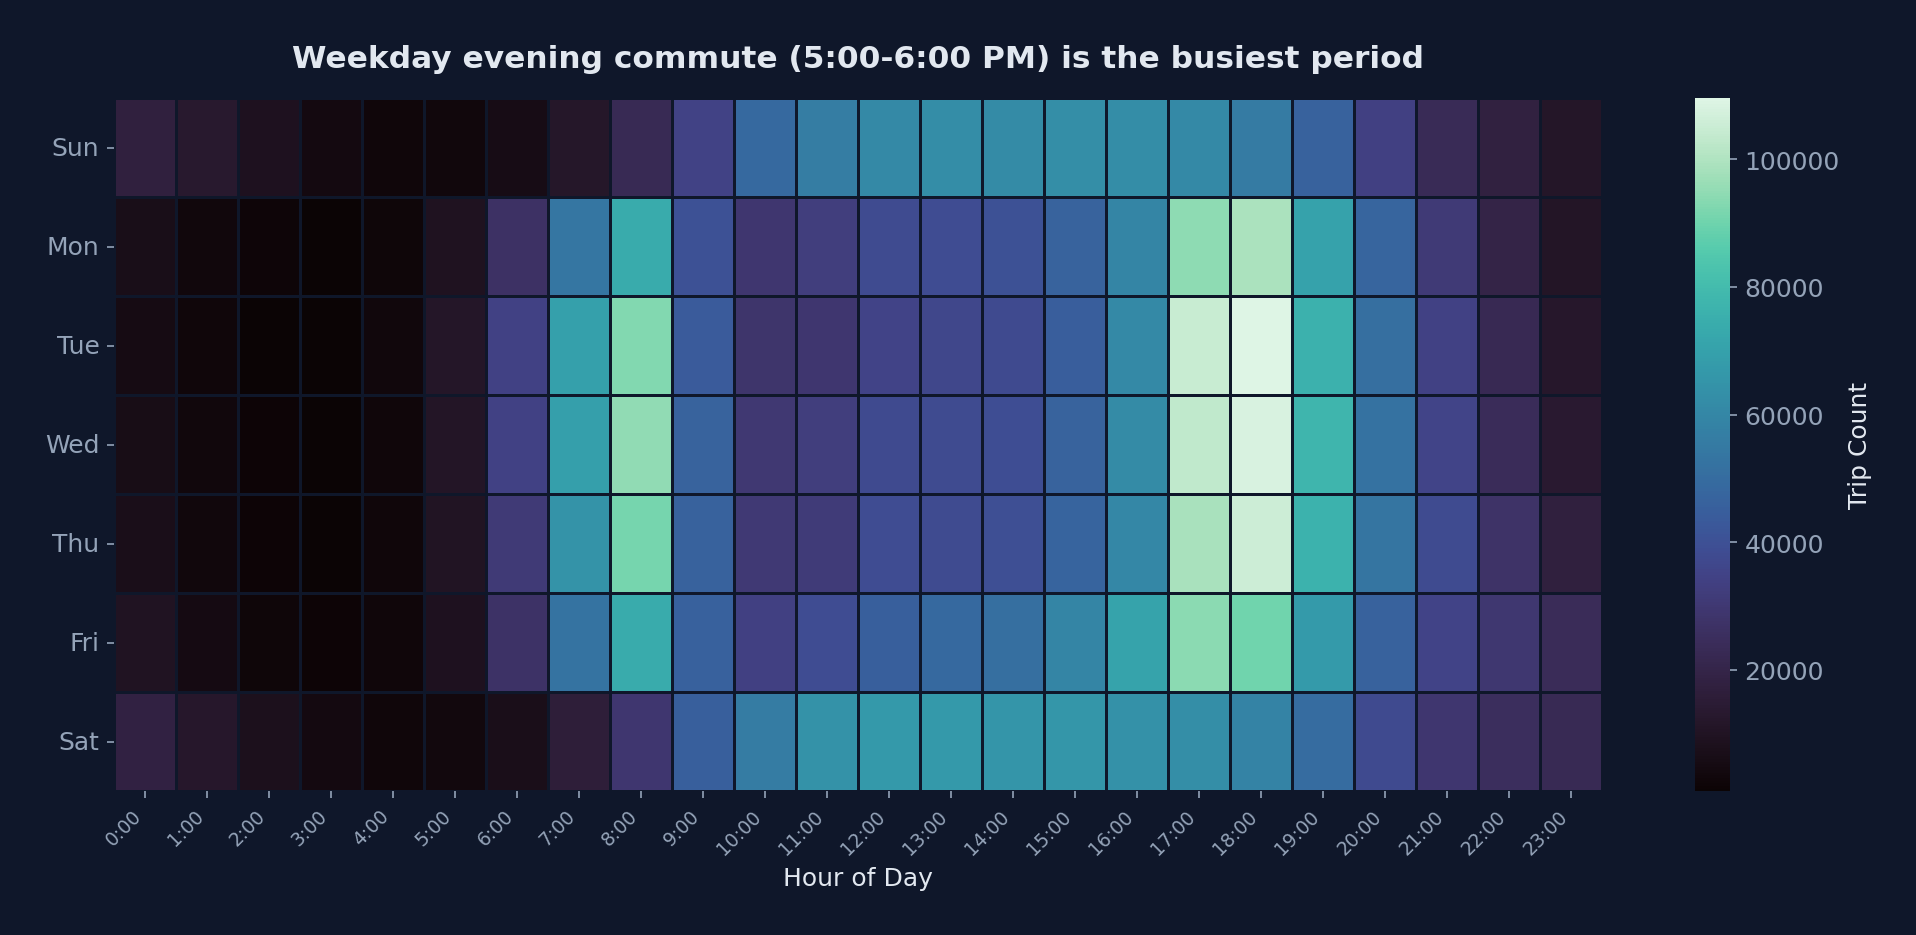 Weekday evening commute (5:00-6:00 PM) is the busiest period
Sun
Mon
Tue
Wed
Thu
Fri
Sat
0:00
1:00
2:00
3:00
4:00
5:00
6:00
7:00
8:00
9:00
10:00
11:00
12:00
13:00
14:00
15:00
16:00
17:00
18:00
19:00
20:00
21:00
22:00
23:00
Hour of Day
100000
80000
60000
40000
20000
Trip Count